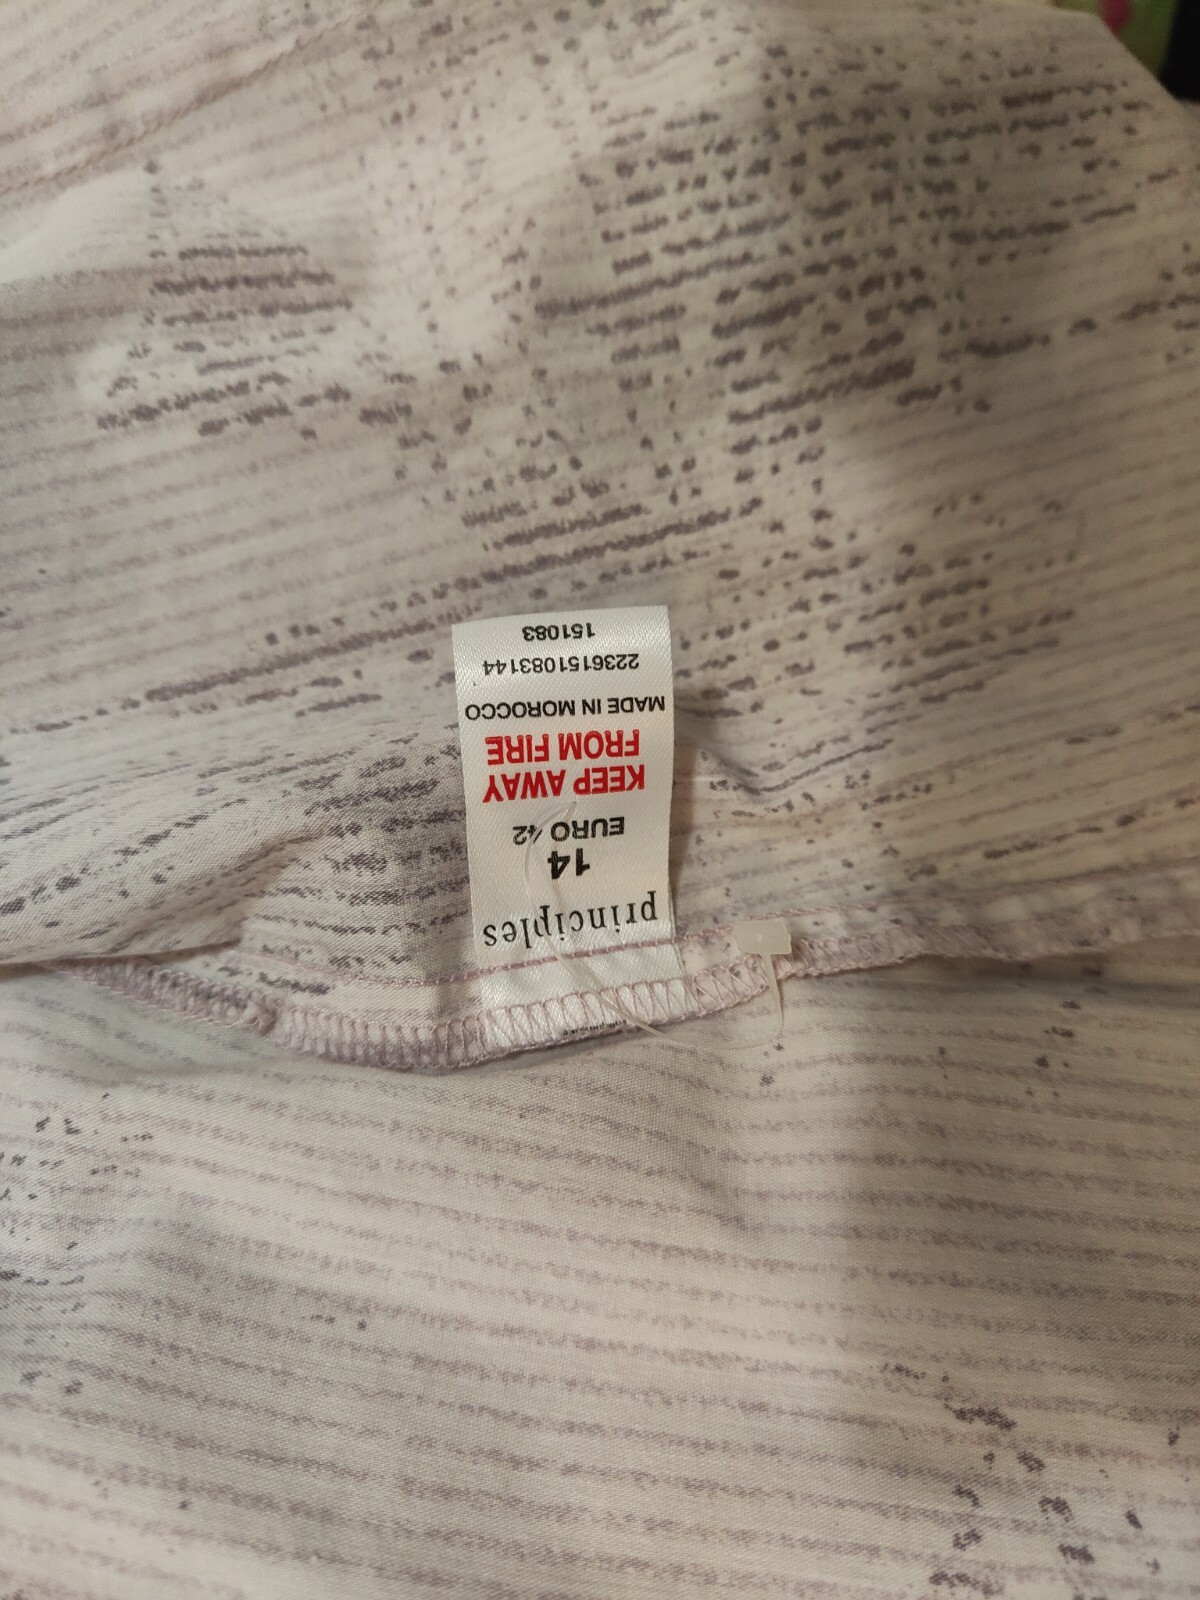 principles
14
EURO 42
KEEP AWAY
FROM FIRE
MADE IN MOROCCO
2236151083144
151083